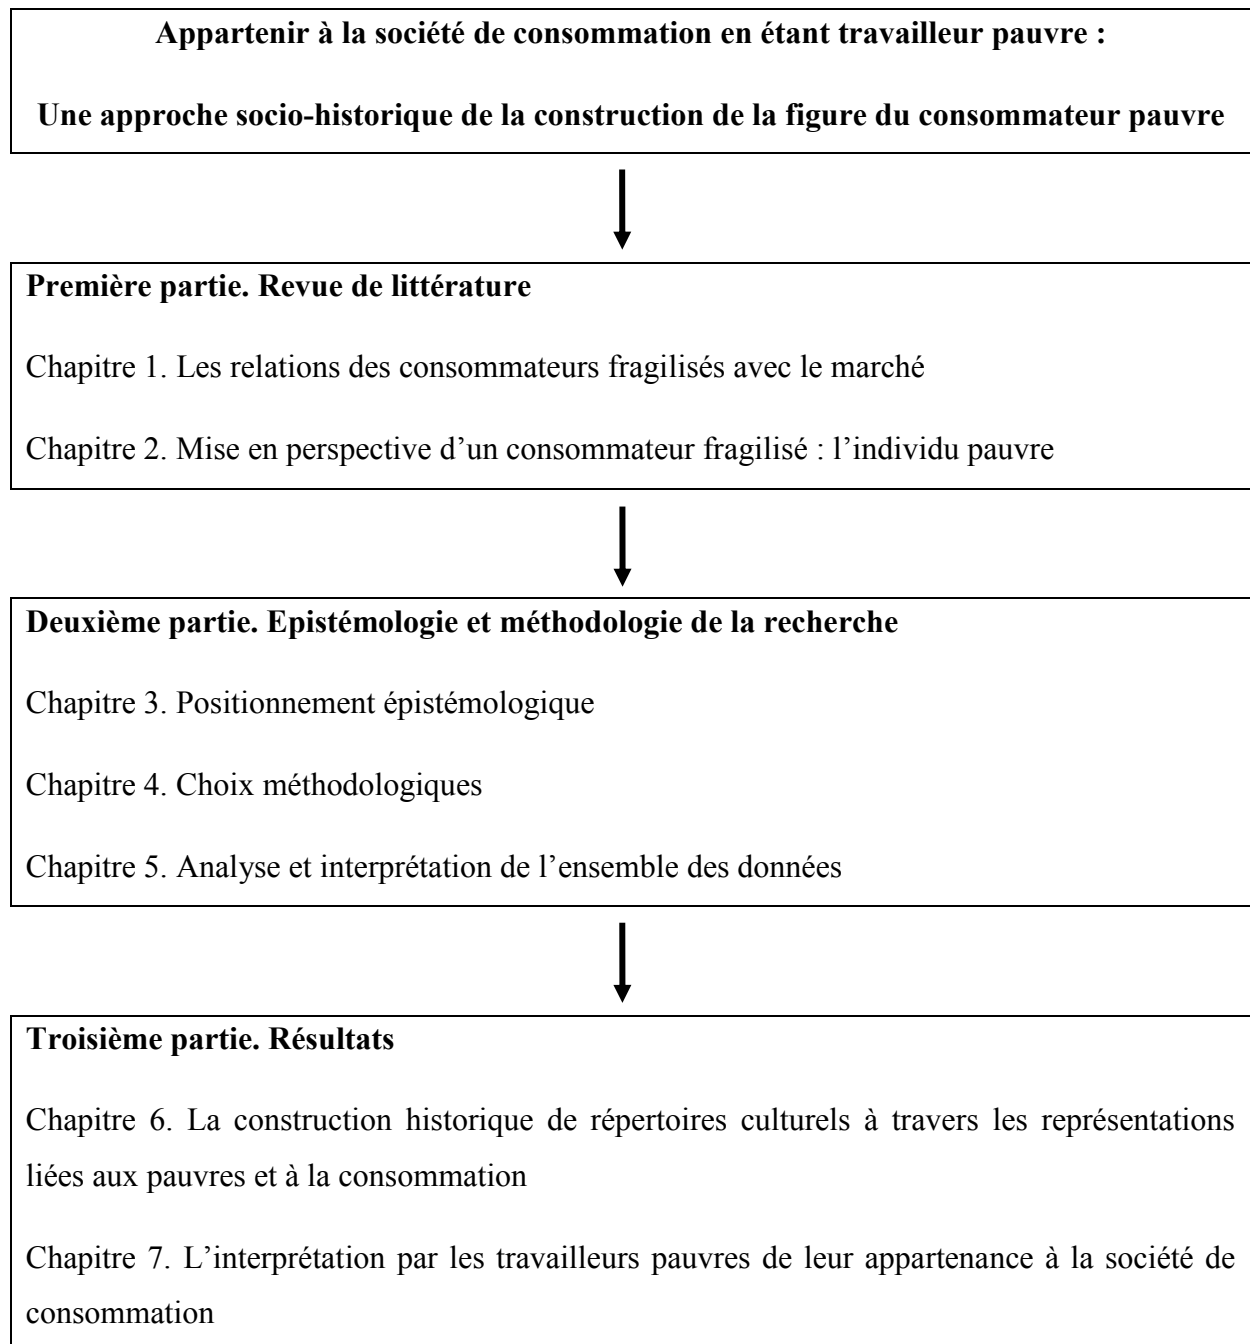 Appartenir à la société de consommation en étant travailleur pauvre :
Une approche socio-historique de la construction de la figure du consommateur pauvre
Première partie. Revue de littérature
Chapitre 1. Les relations des consommateurs fragilisés avec le marché
Chapitre 2. Mise en perspective d’un consommateur fragilisé : l’individu pauvre
Deuxième partie. Epistémologie et méthodologie de la recherche
Chapitre 3. Positionnement épistémologique
Chapitre 4. Choix méthodologiques
Chapitre 5. Analyse et interprétation de l’ensemble des données
Troisième partie. Résultats
Chapitre 6. La construction historique de répertoires culturels à travers les représentations
liées aux pauvres et à la consommation
Chapitre 7. L’interprétation par les travailleurs pauvres de leur appartenance à la société de
consommation